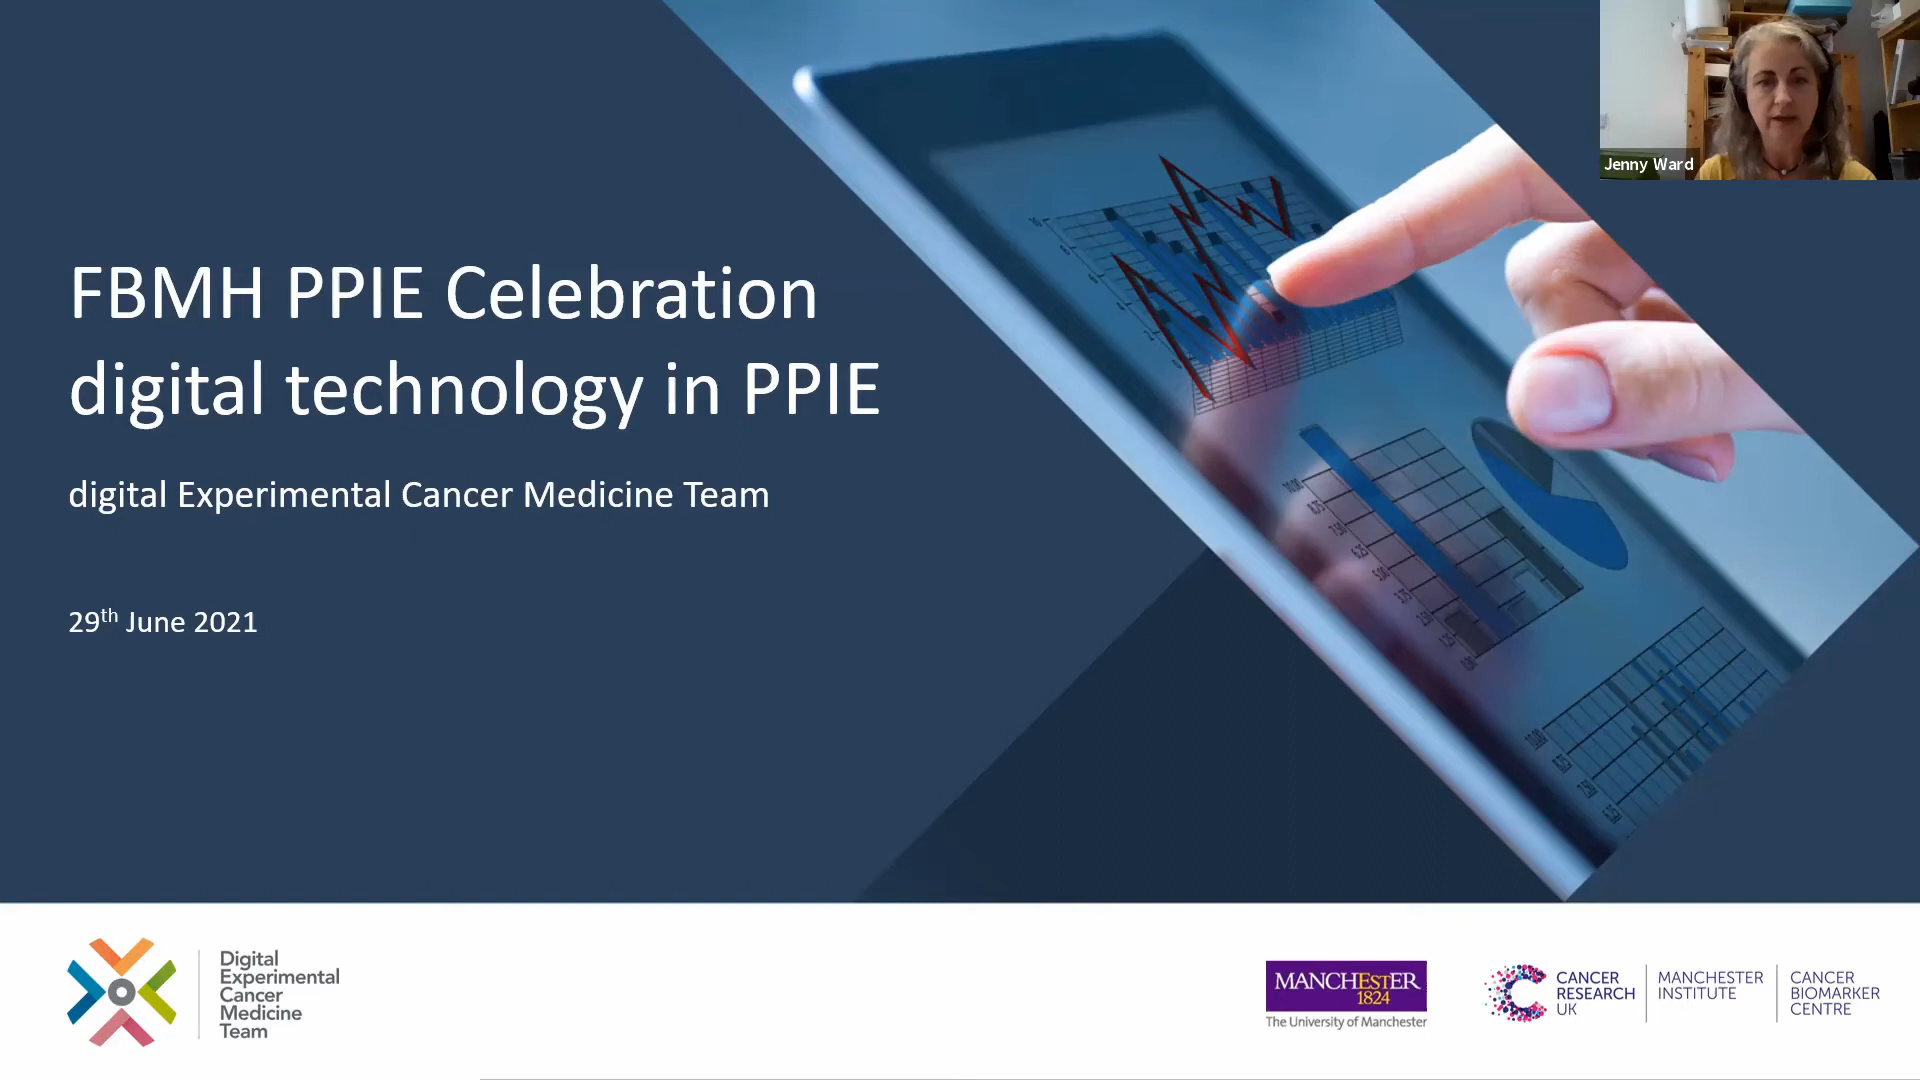 Jenny Ward
FBMH PPIE Celebration
digital technology in PPIE
digital Experimental Cancer Medicine Team
29th June 2021
Digital
Experimental
Cancer
Medicine
Team
MANCHESTER
1824
The University of Manchester
CANCER
RESEARCH
UK
MANCHESTER
INSTITUTE
CANCER
BIOMARKER
CENTRE